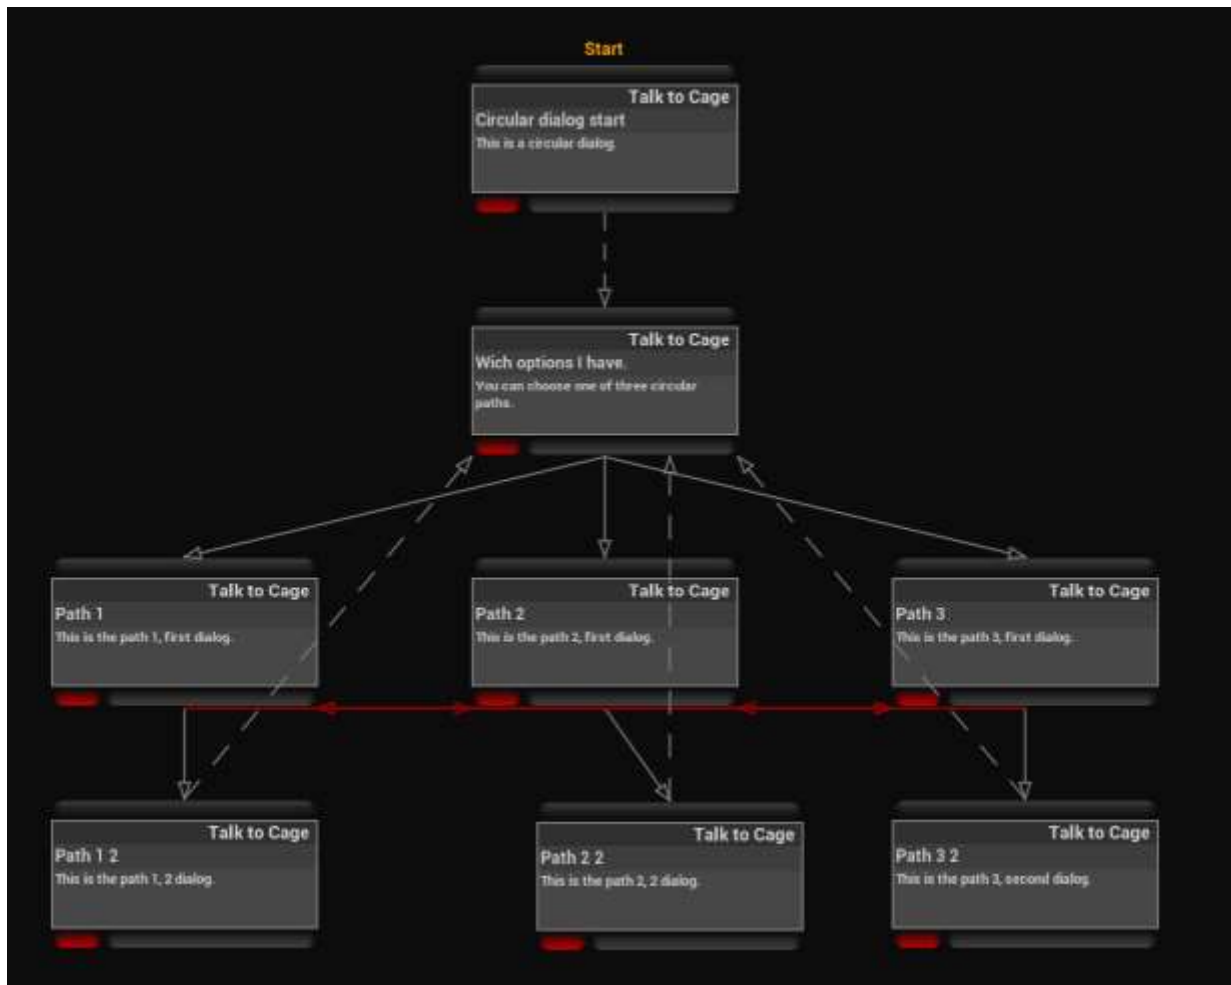 Start
Talk to Cage
Circular dialog start
This is a circular dialog.
Talk to Cage
Wich options I have.
You can choose one of three circular
paths.
Talk to Cage
Path 1
This is the path 1, first dialog.
Talk to Cage
Path 2
This is the path 2, first dialog.
Talk to Cage
Path 3
This is the path 3, first dialog.
Talk to Cage
Path 1 2
This is the path 1, 2 dialog.
Talk to Cage
Path 2 2
This is the path 2, 2 dialog.
Talk to Cage
Path 3 2
This is the path 3, second dialog.